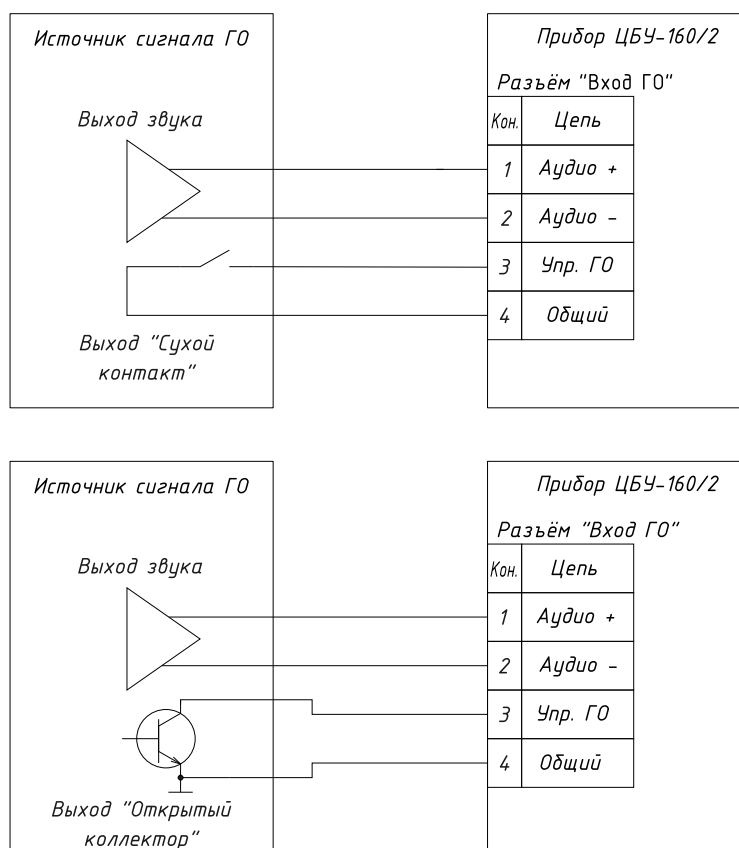 Источник сигнала ГО
Прибор ЦБУ-160/2
Разъём "Вход ГО"
Выход звука
Кон. Цепь
1 Аудио +
2 Аудио -
3 Упр. ГО
4 Общий
Выход "Сухой
контакт"
Источник сигнала ГО
Прибор ЦБУ-160/2
Разъём "Вход ГО"
Выход звука
Кон. Цепь
1 Аудио +
2 Аудио -
3 Упр. ГО
4 Общий
Выход "Открытый
коллектор"